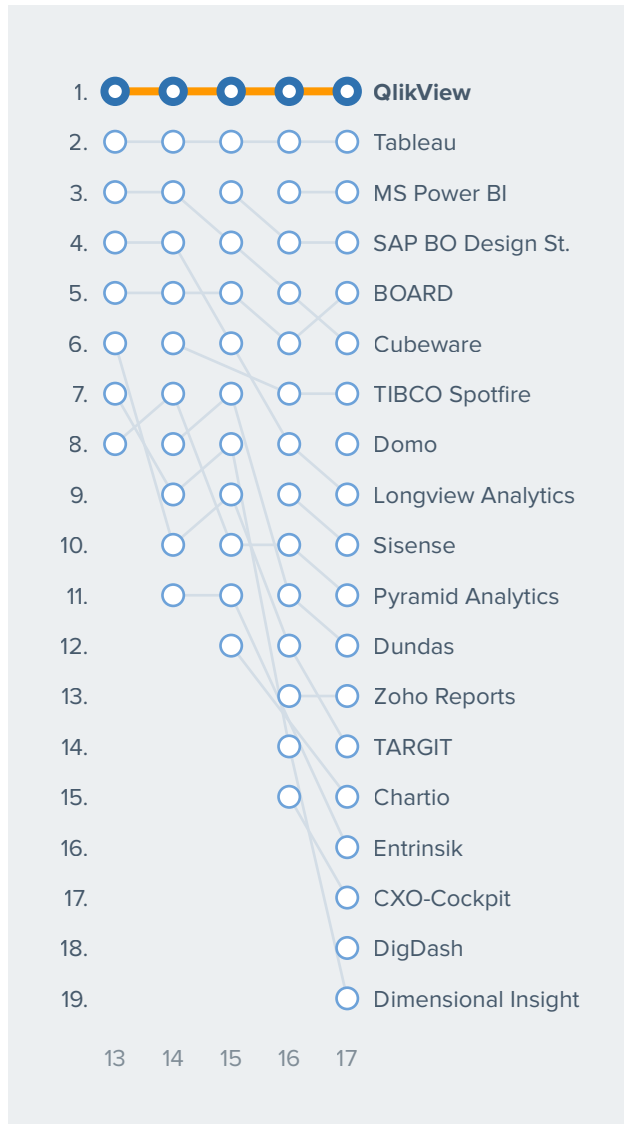 1. QlikView
2. Tableau
3. MS Power BI
4. SAP BO Design St.
5. BOARD
6. Cubeware
7. TIBCO Spotfire
8. Domo
9. Longview Analytics
10. Sisense
11. Pyramid Analytics
12. Dundas
13. Zoho Reports
14. TARGIT
15. Chartio
16. Entrinsik
17. CXO-Cockpit
18. DigDash
19. Dimensional Insight
13 14 15 16 17